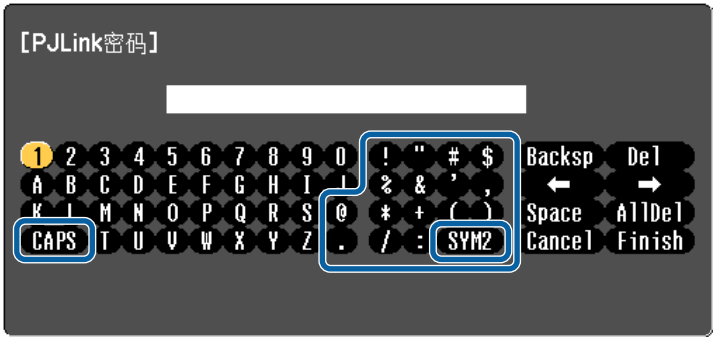 [PJLink密码]
1 2 3 4 5 6 7 8 9 0 ! " # $ Backsp Del
A B C D E F G H I J % & ' , ← →
K L M N O P Q R S @ * + ( ) Space AllDel
CAPS T U V W X Y Z . / : SYM2 Cancel Finish